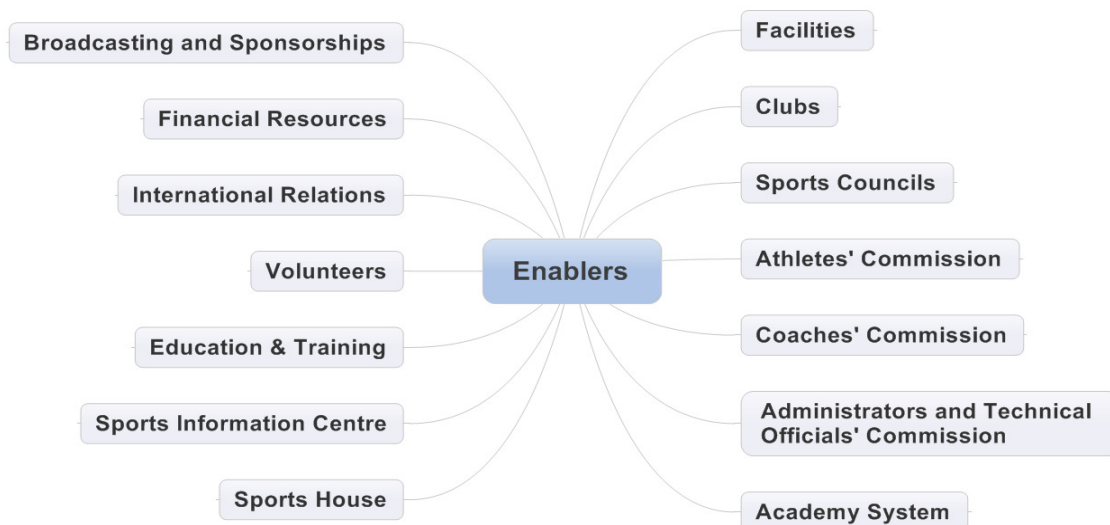 Broadcasting and Sponsorships
Financial Resources
International Relations
Volunteers
Education & Training
Sports Information Centre
Sports House
Enablers
Facilities
Clubs
Sports Councils
Athletes' Commission
Coaches' Commission
Administrators and Technical
Officials' Commission
Academy System